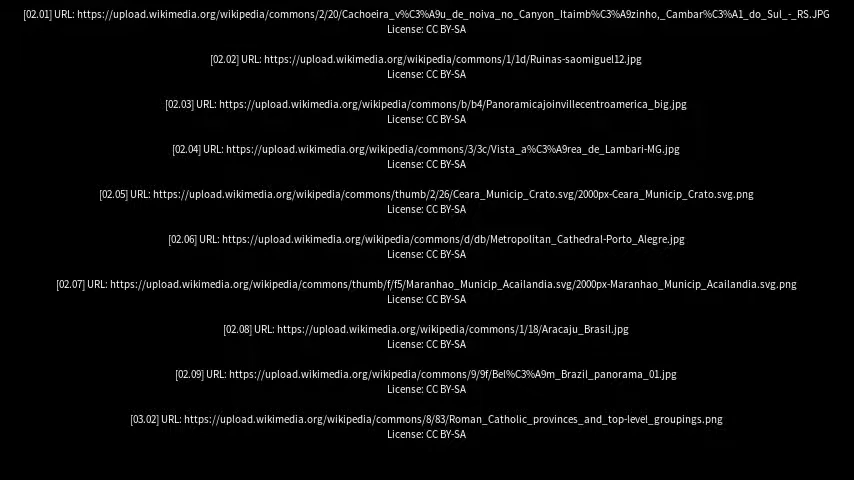 [02.01] URL: https://upload.wikimedia.org/wikipedia/commons/2/20/Cachoeira_v%C3%A9u_de_noiva_no_Canyon_Itaimb%C3%A9zinho,_Cambar%C3%A1_do_Sul_-_RS.JPG
License: CC BY-SA
[02.02] URL: https://upload.wikimedia.org/wikipedia/commons/1/1d/Ruinas-saomiguel12.jpg
License: CC BY-SA
[02.03] URL: https://upload.wikimedia.org/wikipedia/commons/b/b4/Panoramicajoinvillecentroamerica_big.jpg
License: CC BY-SA
[02.04] URL: https://upload.wikimedia.org/wikipedia/commons/3/3c/Vista_a%C3%A9rea_de_Lambari-MG.jpg
License: CC BY-SA
[02.05] URL: https://upload.wikimedia.org/wikipedia/commons/thumb/2/26/Ceara_Municip_Crato.svg/2000px-Ceara_Municip_Crato.svg.png
License: CC BY-SA
[02.06] URL: https://upload.wikimedia.org/wikipedia/commons/d/db/Metropolitan_Cathedral-Porto_Alegre.jpg
License: CC BY-SA
[02.07] URL: https://upload.wikimedia.org/wikipedia/commons/thumb/f/f5/Maranhao_Municip_Acailandia.svg/2000px-Maranhao_Municip_Acailandia.svg.png
License: CC BY-SA
[02.08] URL: https://upload.wikimedia.org/wikipedia/commons/1/18/Aracaju_Brasil.jpg
License: CC BY-SA
[02.09] URL: https://upload.wikimedia.org/wikipedia/commons/9/9f/Bel%C3%A9m_Brazil_panorama_01.jpg
License: CC BY-SA
[03.02] URL: https://upload.wikimedia.org/wikipedia/commons/8/83/Roman_Catholic_provinces_and_top-level_groupings.png
License: CC BY-SA